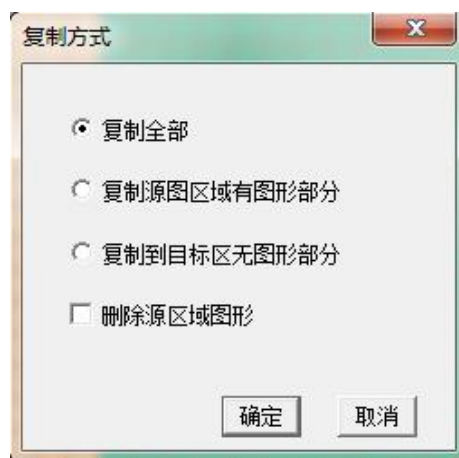 复制方式
复制全部
复制源图区域有图形部分
复制到目标区无图形部分
删除源区域图形
确定
取消